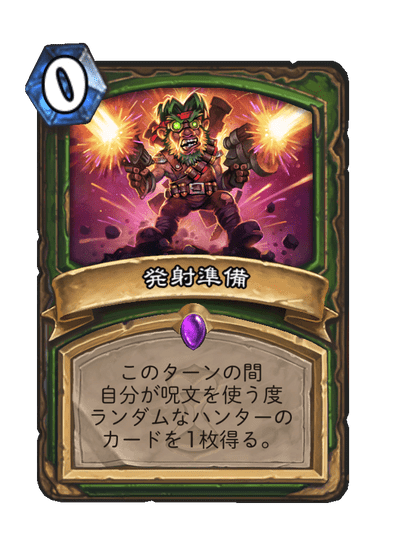 0
発射準備
このターンの間
自分が呪文を使う度
ランダムなハンターの
カードを1枚得る。